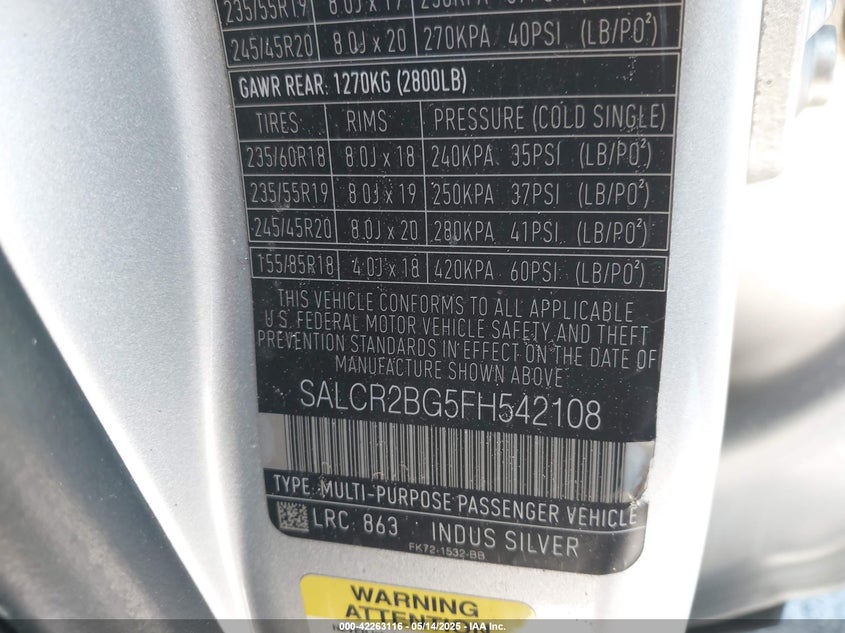 235/55R19 8.0J x 19
245/45R20 8.0J x 20 270KPA 40PSI (LB/PO²)
GAWR REAR: 1270KG (2800LB)
TIRES RIMS PRESSURE (COLD SINGLE)
235/60R18 8.0J x 18 240KPA 35PSI (LB/PO²)
235/55R19 8.0J x 19 250KPA 37PSI (LB/PO²)
245/45R20 8.0J x 20 280KPA 41PSI (LB/PO²)
155/85R18 4.0J x 18 420KPA 60PSI (LB/PO²)
THIS VEHICLE CONFORMS TO ALL APPLICABLE
U.S. FEDERAL MOTOR VEHICLE SAFETY AND THEFT
PREVENTION STANDARDS IN EFFECT ON THE DATE OF
MANUFACTURE SHOWN ABOVE
SALCR2BG5FH542108
TYPE: MULTI-PURPOSE PASSENGER VEHICLE
LRC: 863 INDUS SILVER
FK72-1532-BB
WARNING
ATTENTION
000-42263116 - 05/14/2025 - IAAI Corporate